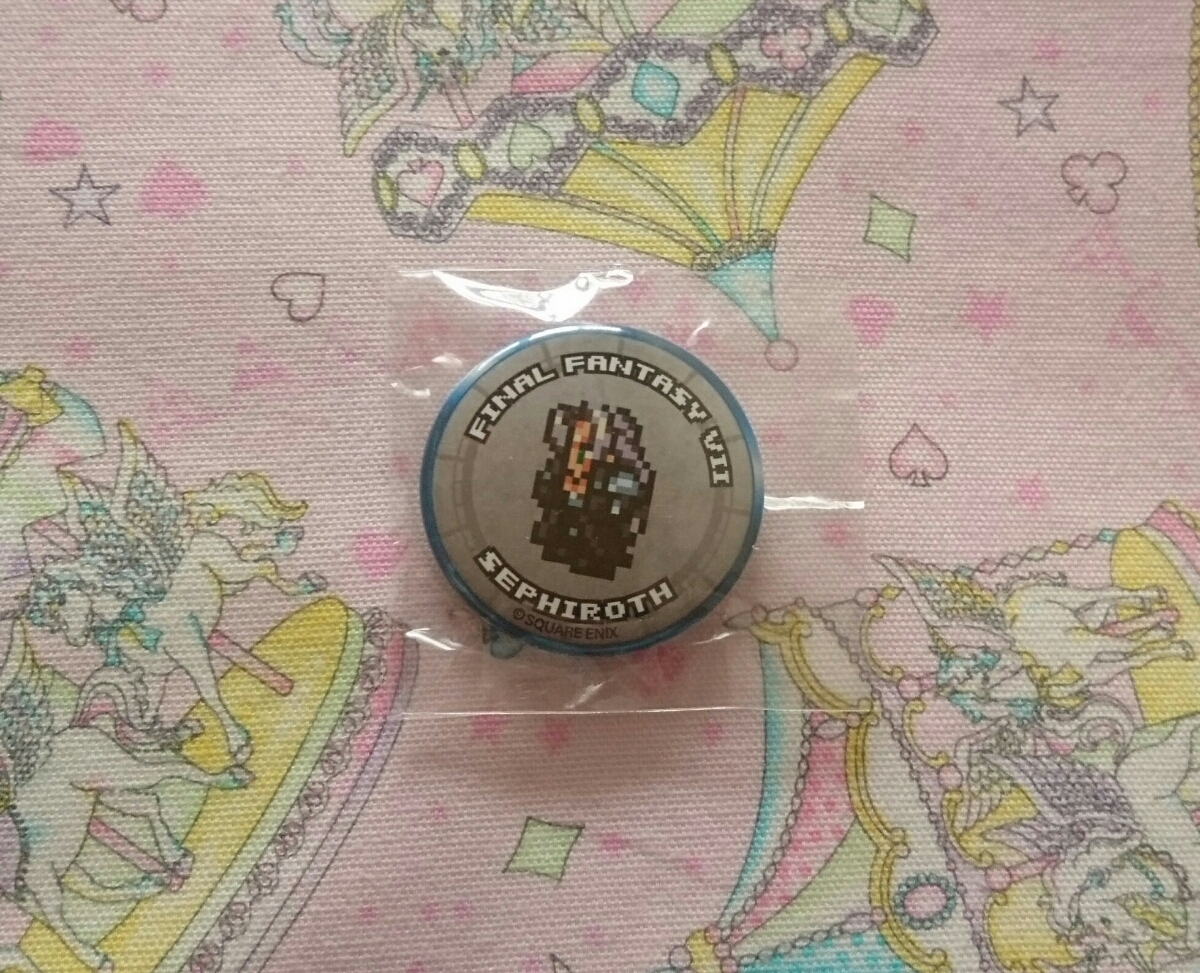 FINAL FANTASY VII
SEPHIROTH
© SQUARE ENIX